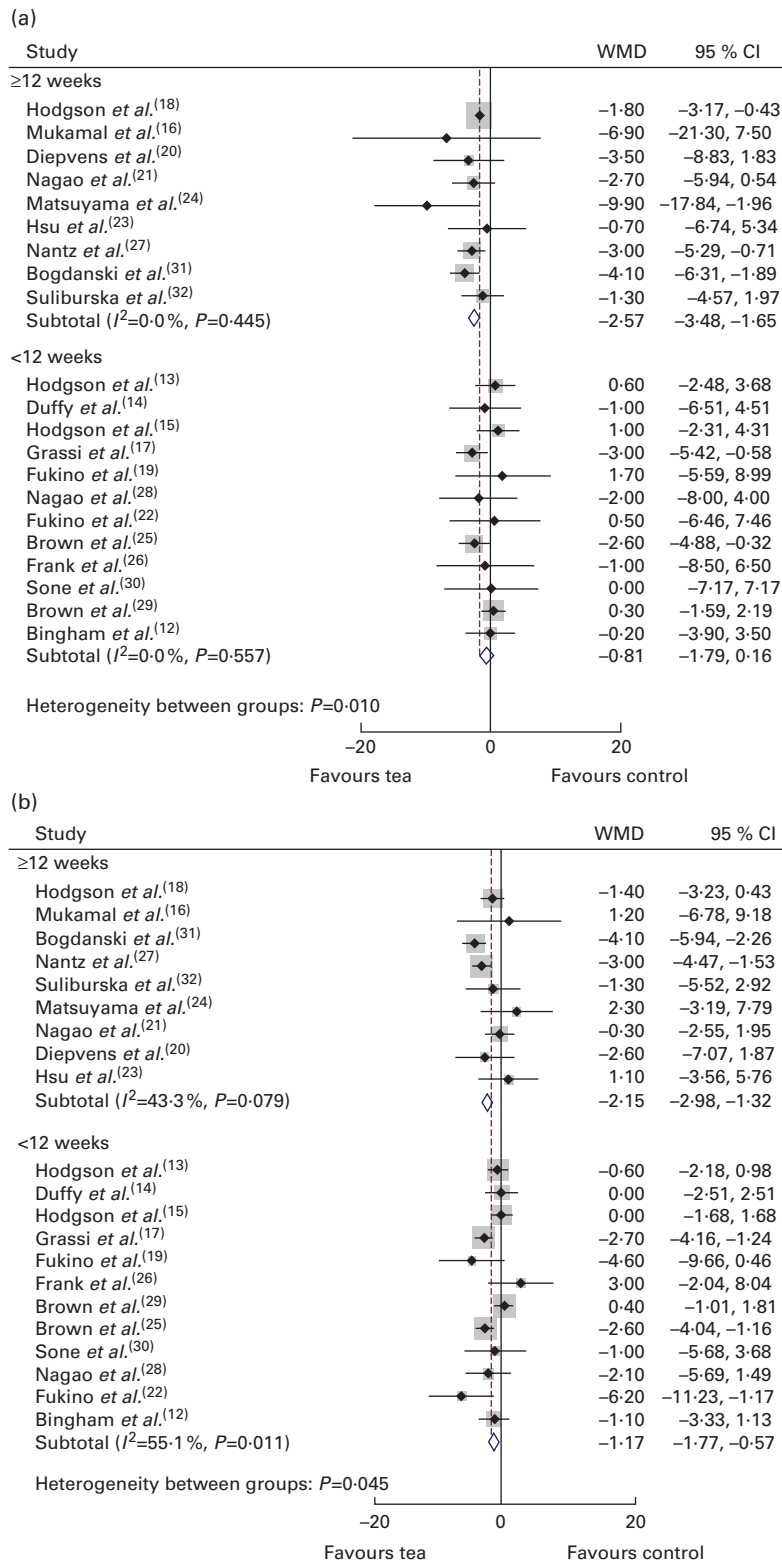 (a)
Study WMD 95 % CI
≥12 weeks
Hodgson et al.(18) −1·80 −3·17, −0·43
Mukamal et al.(16) −6·90 −21·30, 7·50
Diepvens et al.(20) −3·50 −8·83, 1·83
Nagao et al.(21) −2·70 −5·94, 0·54
Matsuyama et al.(24) −9·90 −17·84, −1·96
Hsu et al.(23) −0·70 −6·74, 5·34
Nantz et al.(27) −3·00 −5·29, −0·71
Bogdanski et al.(31) −4·10 −6·31, −1·89
Suliburska et al.(32) −1·30 −4·57, 1·97
Subtotal (I²=0·0 %, P=0·445) −2·57 −3·48, −1·65
<12 weeks
Hodgson et al.(13) 0·60 −2·48, 3·68
Duffy et al.(14) −1·00 −6·51, 4·51
Hodgson et al.(15) 1·00 −2·31, 4·31
Grassi et al.(17) −3·00 −5·42, −0·58
Fukino et al.(19) 1·70 −5·59, 8·99
Nagao et al.(28) −2·00 −8·00, 4·00
Fukino et al.(22) 0·50 −6·46, 7·46
Brown et al.(25) −2·60 −4·88, −0·32
Frank et al.(26) −1·00 −8·50, 6·50
Sone et al.(30) 0·00 −7·17, 7·17
Brown et al.(29) 0·30 −1·59, 2·19
Bingham et al.(12) −0·20 −3·90, 3·50
Subtotal (I²=0·0 %, P=0·557) −0·81 −1·79, 0·16
Heterogeneity between groups: P=0·010
−20 0 20
Favours tea Favours control
(b)
Study WMD 95 % CI
≥12 weeks
Hodgson et al.(18) −1·40 −3·23, 0·43
Mukamal et al.(16) 1·20 −6·78, 9·18
Bogdanski et al.(31) −4·10 −5·94, −2·26
Nantz et al.(27) −3·00 −4·47, −1·53
Suliburska et al.(32) −1·30 −5·52, 2·92
Matsuyama et al.(24) 2·30 −3·19, 7·79
Nagao et al.(21) −0·30 −2·55, 1·95
Diepvens et al.(20) −2·60 −7·07, 1·87
Hsu et al.(23) 1·10 −3·56, 5·76
Subtotal (I²=43·3 %, P=0·079) −2·15 −2·98, −1·32
<12 weeks
Hodgson et al.(13) −0·60 −2·18, 0·98
Duffy et al.(14) 0·00 −2·51, 2·51
Hodgson et al.(15) 0·00 −1·68, 1·68
Grassi et al.(17) −2·70 −4·16, −1·24
Fukino et al.(19) −4·60 −9·66, 0·46
Frank et al.(26) 3·00 −2·04, 8·04
Brown et al.(29) 0·40 −1·01, 1·81
Brown et al.(25) −2·60 −4·04, −1·16
Sone et al.(30) −1·00 −5·68, 3·68
Nagao et al.(28) −2·10 −5·69, 1·49
Fukino et al.(22) −6·20 −11·23, −1·17
Bingham et al.(12) −1·10 −3·33, 1·13
Subtotal (I²=55·1 %, P=0·011) −1·17 −1·77, −0·57
Heterogeneity between groups: P=0·045
−20 0 20
Favours tea Favours control